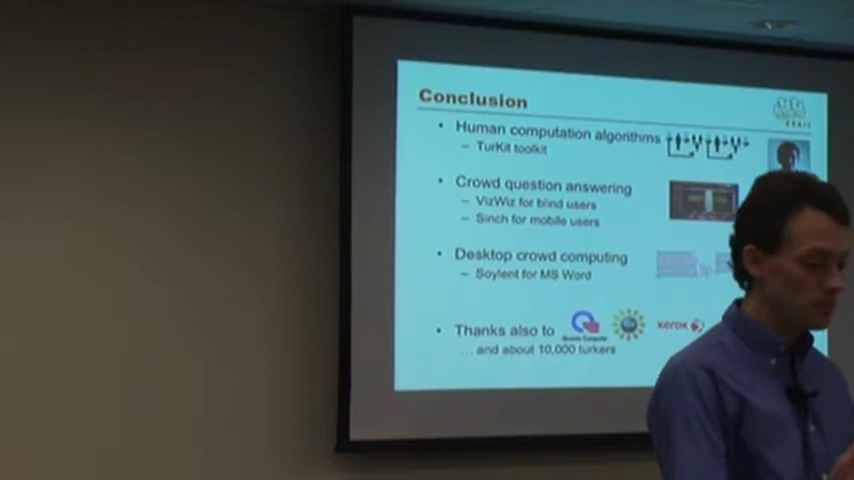 Conclusion
• Human computation algorithms
– TurKit toolkit
• Crowd question answering
– VizWiz for blind users
– Sinch for mobile users
• Desktop crowd computing
– Soylent for MS Word
• Thanks also to
xerox
... and about 10,000 turkers